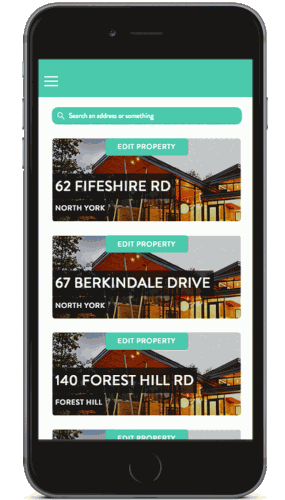 Search an address or something
EDIT PROPERTY
62 FIFESHIRE RD
NORTH YORK
EDIT PROPERTY
67 BERKINDALE DRIVE
NORTH YORK
EDIT PROPERTY
140 FOREST HILL RD
FOREST HILL
EDIT PROPERTY